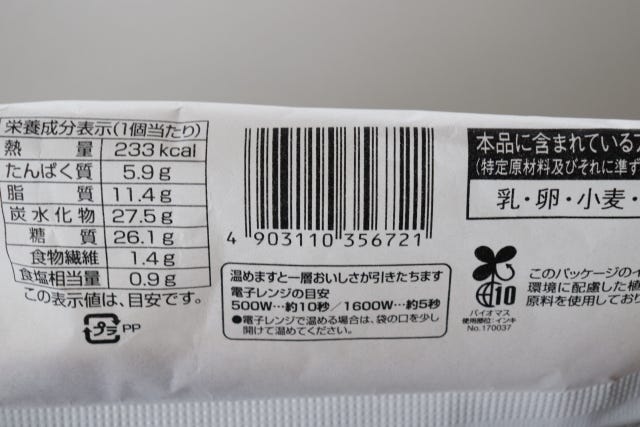 栄養成分表示(1個当たり)
熱量 233kcal
たんぱく質 5.9g
脂質 11.4g
炭水化物 27.5g
糖質 26.1g
食物繊維 1.4g
食塩相当量 0.9g
この表示値は、目安です。
プラ PP
4 903110 356721
温めますと一層おいしさが引きたちます
電子レンジの目安
500W…約10秒/1600W…約5秒
●電子レンジで温める場合は、袋の口を少し
開けて温めてください。
本品に含まれている
(特定原材料及びそれに準ず
乳・卵・小麦・
10
バイオマス
使用部位:インキ
No.170037
このパッケージのイ
環境に配慮した植
原料を使用してお